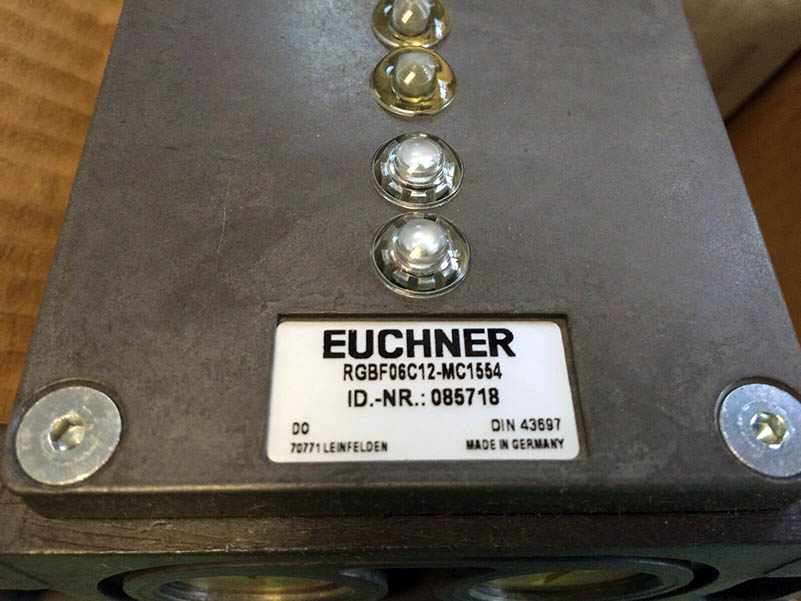 EUCHNER
RGBF06C12-MC1554
ID.-NR.: 085718
DO DIN 43697
70771 LEINFELDEN MADE IN GERMANY